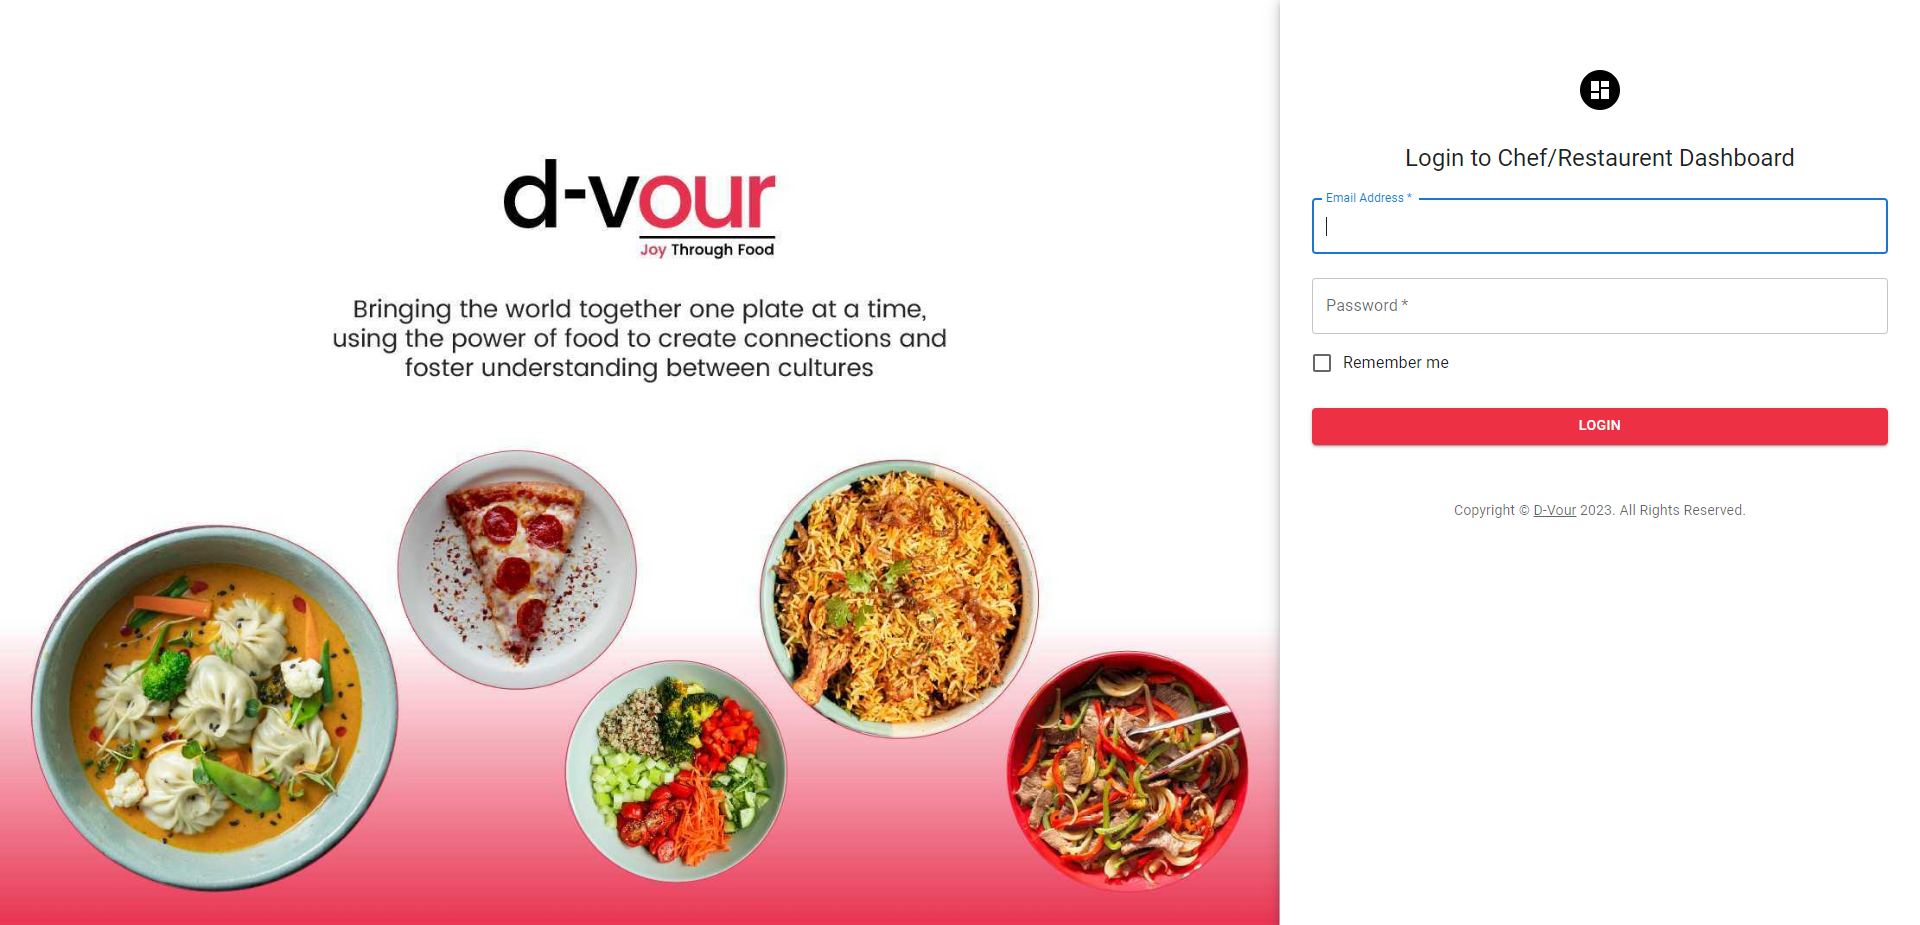 d-vour
Joy Through Food
Bringing the world together one plate at a time,
using the power of food to create connections and
foster understanding between cultures
Login to Chef/Restaurent Dashboard
Email Address *
Password *
Remember me
LOGIN
Copyright © D-Vour 2023. All Rights Reserved.